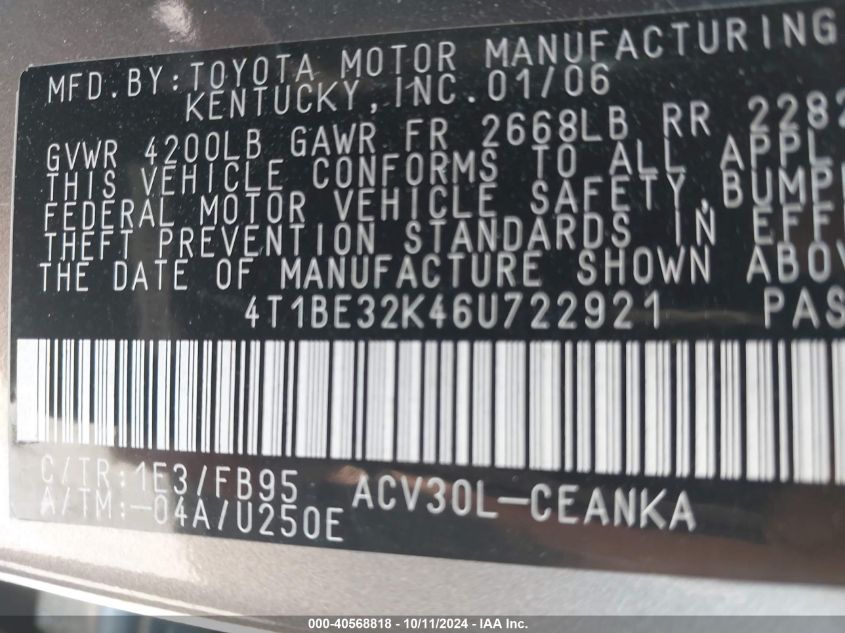 MFD.BY:TOYOTA MOTOR MANUFACTURING
KENTUCKY,INC.01/06
GVWR 4200LB GAWR FR 2668LB RR 2282
THIS VEHICLE CONFORMS TO ALL APPL
FEDERAL MOTOR VEHICLE SAFETY,BUMP
THEFT PREVENTION STANDARDS IN EFF
THE DATE OF MANUFACTURE SHOWN ABOV
4T1BE32K46U722921 PAS
C/TR:1E3/FB95 ACV30L-CEANKA
A/TM:-04A/U250E
000-40568818 - 10/11/2024 - IAA Inc.